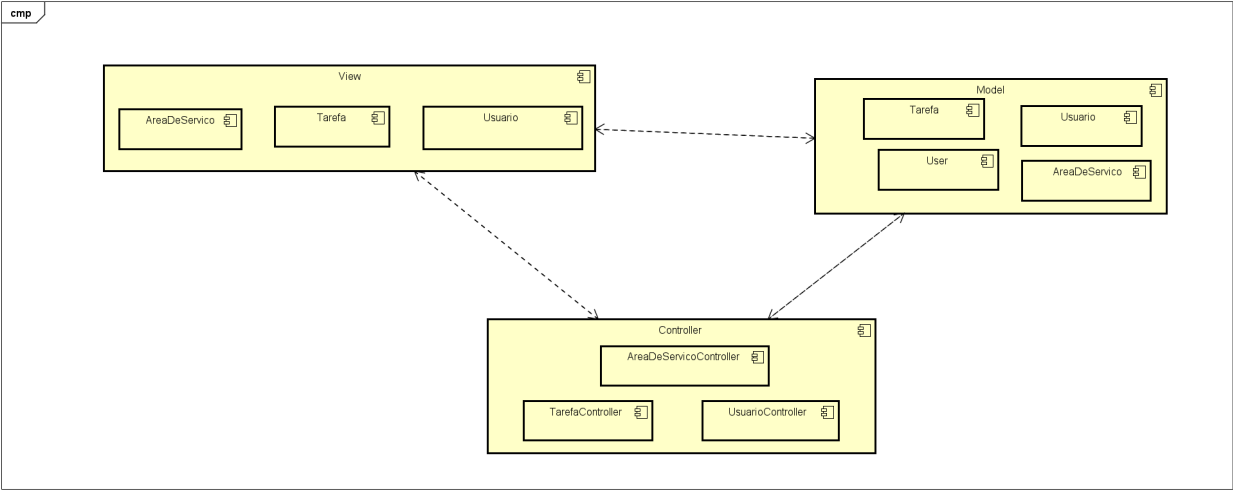 cmp
View
AreaDeServico
Tarefa
Usuario
Model
Tarefa
Usuario
User
AreaDeServico
Controller
AreaDeServicoController
TarefaController
UsuarioController